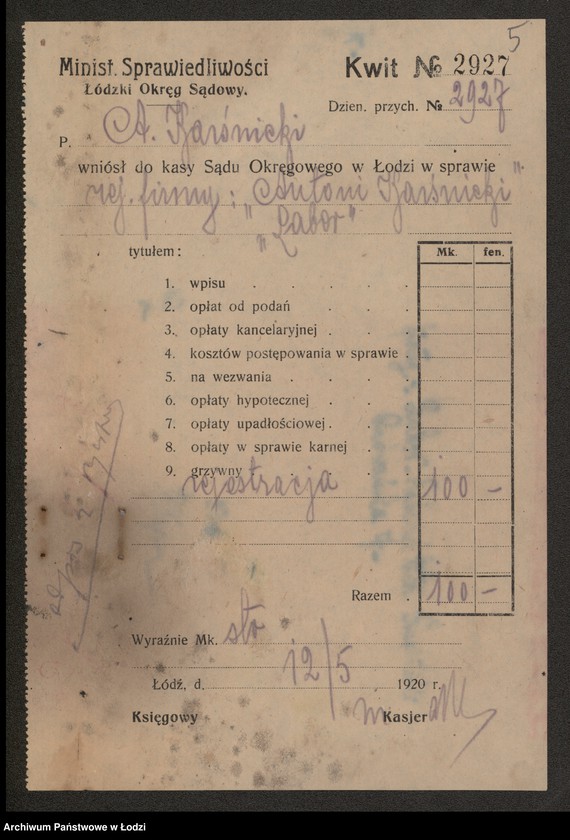 5
Minist. Sprawiedliwości
Łódzki Okręg Sądowy.
Kwit № 2927
Dzien. przych. № 2927
P. A. Karśnicki
wniósł do kasy Sądu Okręgowego w Łodzi w sprawie
rej. firmy: „Antoni Karśnicki"
„Labor"
tytułem:
Mk. fen.
1. wpisu . . . . .
2. opłat od podań . . .
3. opłaty kancelaryjnej . . .
4. kosztów postępowania w sprawie .
5. na wezwania . . . .
6. opłaty hypotecznej . . .
7. opłaty upadłościowej . . .
8. opłaty w sprawie karnej . .
9. grzywny . . .
rejestracja 100 —
Razem . 100 —
Wyraźnie Mk. sto
Łódź, d. 12/5 1920 r.
Księgowy Kasjer
Archiwum Państwowe w Łodzi